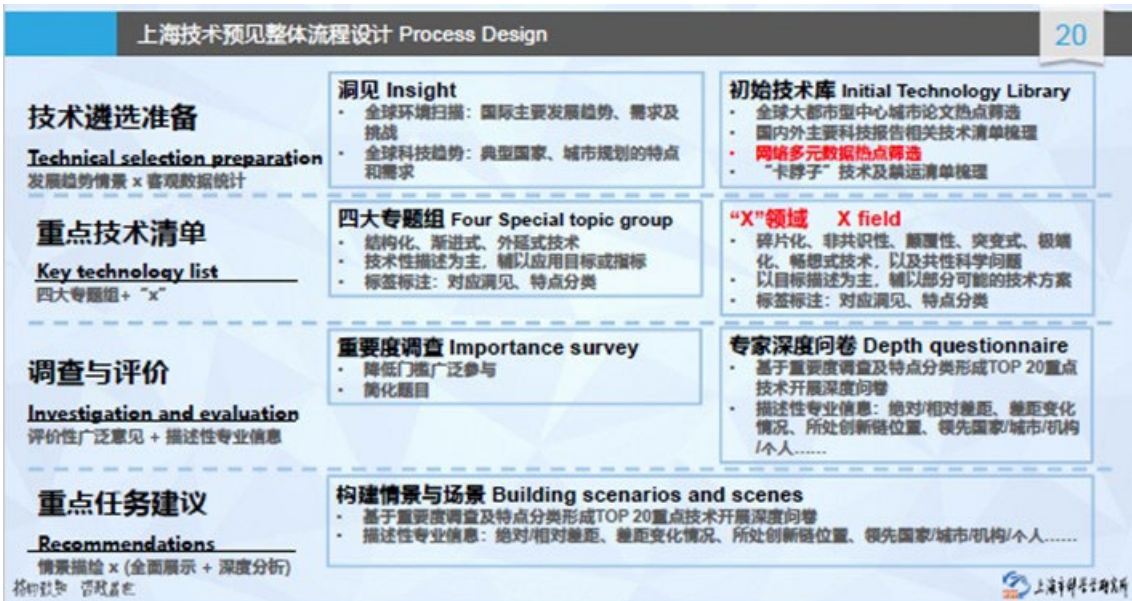 上海技术预见整体流程设计 Process Design
20
技术遴选准备
Technical selection preparation
发展趋势情景 x 客观数据统计
洞见 Insight
· 全球环境扫描：国际主要发展趋势、需求及
挑战
· 全球科技趋势：典型国家、城市规划的特点
和需求
初始技术库 Initial Technology Library
· 全球大都市型中心城市论文热点筛选
· 国内外主要科技报告相关技术清单梳理
· 网络多元数据热点筛选
· “卡脖子”技术及禁运清单梳理
重点技术清单
Key technology list
四大专题组+ “x”
四大专题组 Four Special topic group
· 结构化、渐进式、外延式技术
· 技术性描述为主，辅以应用目标或指标
· 标签标注：对应洞见、特点分类
“X”领域 X field
· 碎片化、非共识性、颠覆性、突变式、极端
化、畅想式技术，以及共性科学问题
· 以目标描述为主，辅以部分可能的技术方案
· 标签标注：对应洞见、特点分类
调查与评价
Investigation and evaluation
评价性广泛意见 + 描述性专业信息
重要度调查 Importance survey
· 降低门槛广泛参与
· 简化题目
专家深度问卷 Depth questionnaire
· 基于重要度调查及特点分类形成TOP 20重点
技术开展深度问卷
· 描述性专业信息：绝对/相对差距、差距变化
情况、所处创新链位置、领先国家/城市/机构
/个人......
重点任务建议
Recommendations
情景描绘 x (全面展示 + 深度分析)
构建情景与场景 Building scenarios and scenes
· 基于重要度调查及特点分类形成TOP 20重点技术开展深度问卷
· 描述性专业信息：绝对/相对差距、差距变化情况、所处创新链位置、领先国家/城市/机构/个人......
上海市科学学研究所